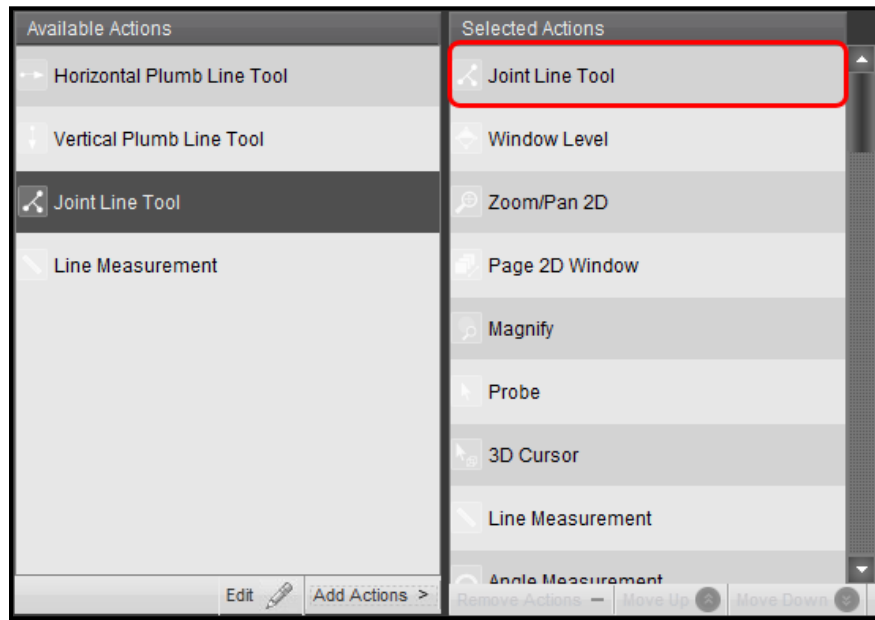 Available Actions
Horizontal Plumb Line Tool
Vertical Plumb Line Tool
Joint Line Tool
Line Measurement
Edit
Add Actions >
Selected Actions
Joint Line Tool
Window Level
Zoom/Pan 2D
Page 2D Window
Magnify
Probe
3D Cursor
Line Measurement
Angle Measurement
Remove Actions
Move Up
Move Down